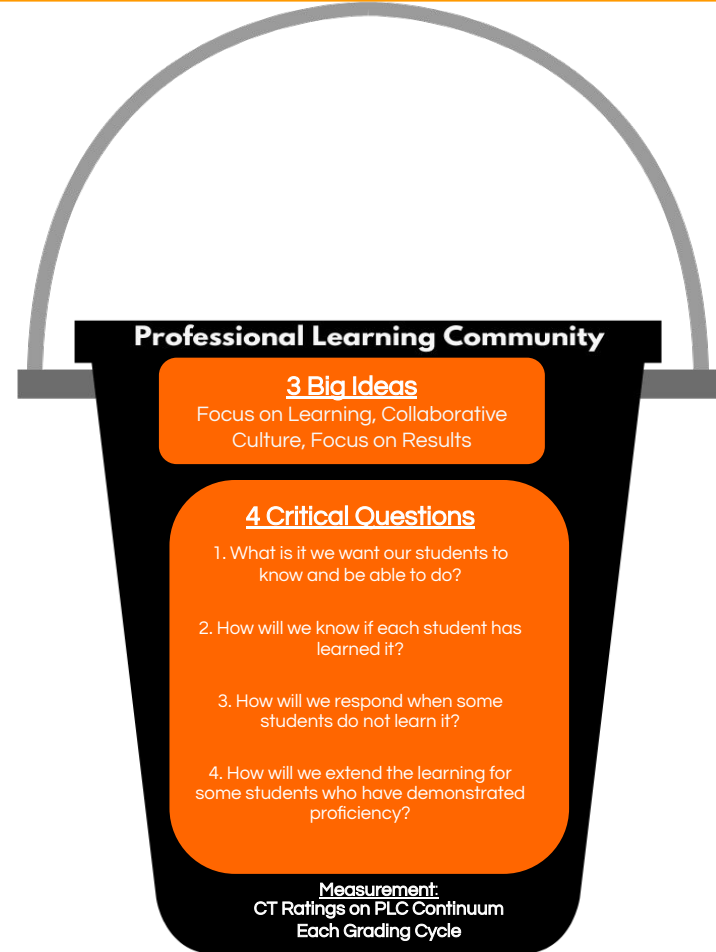 Professional Learning Community
3 Big Ideas
Focus on Learning, Collaborative
Culture, Focus on Results
4 Critical Questions
1. What is it we want our students to
know and be able to do?
2. How will we know if each student has
learned it?
3. How will we respond when some
students do not learn it?
4. How will we extend the learning for
some students who have demonstrated
proficiency?
Measurement:
CT Ratings on PLC Continuum
Each Grading Cycle